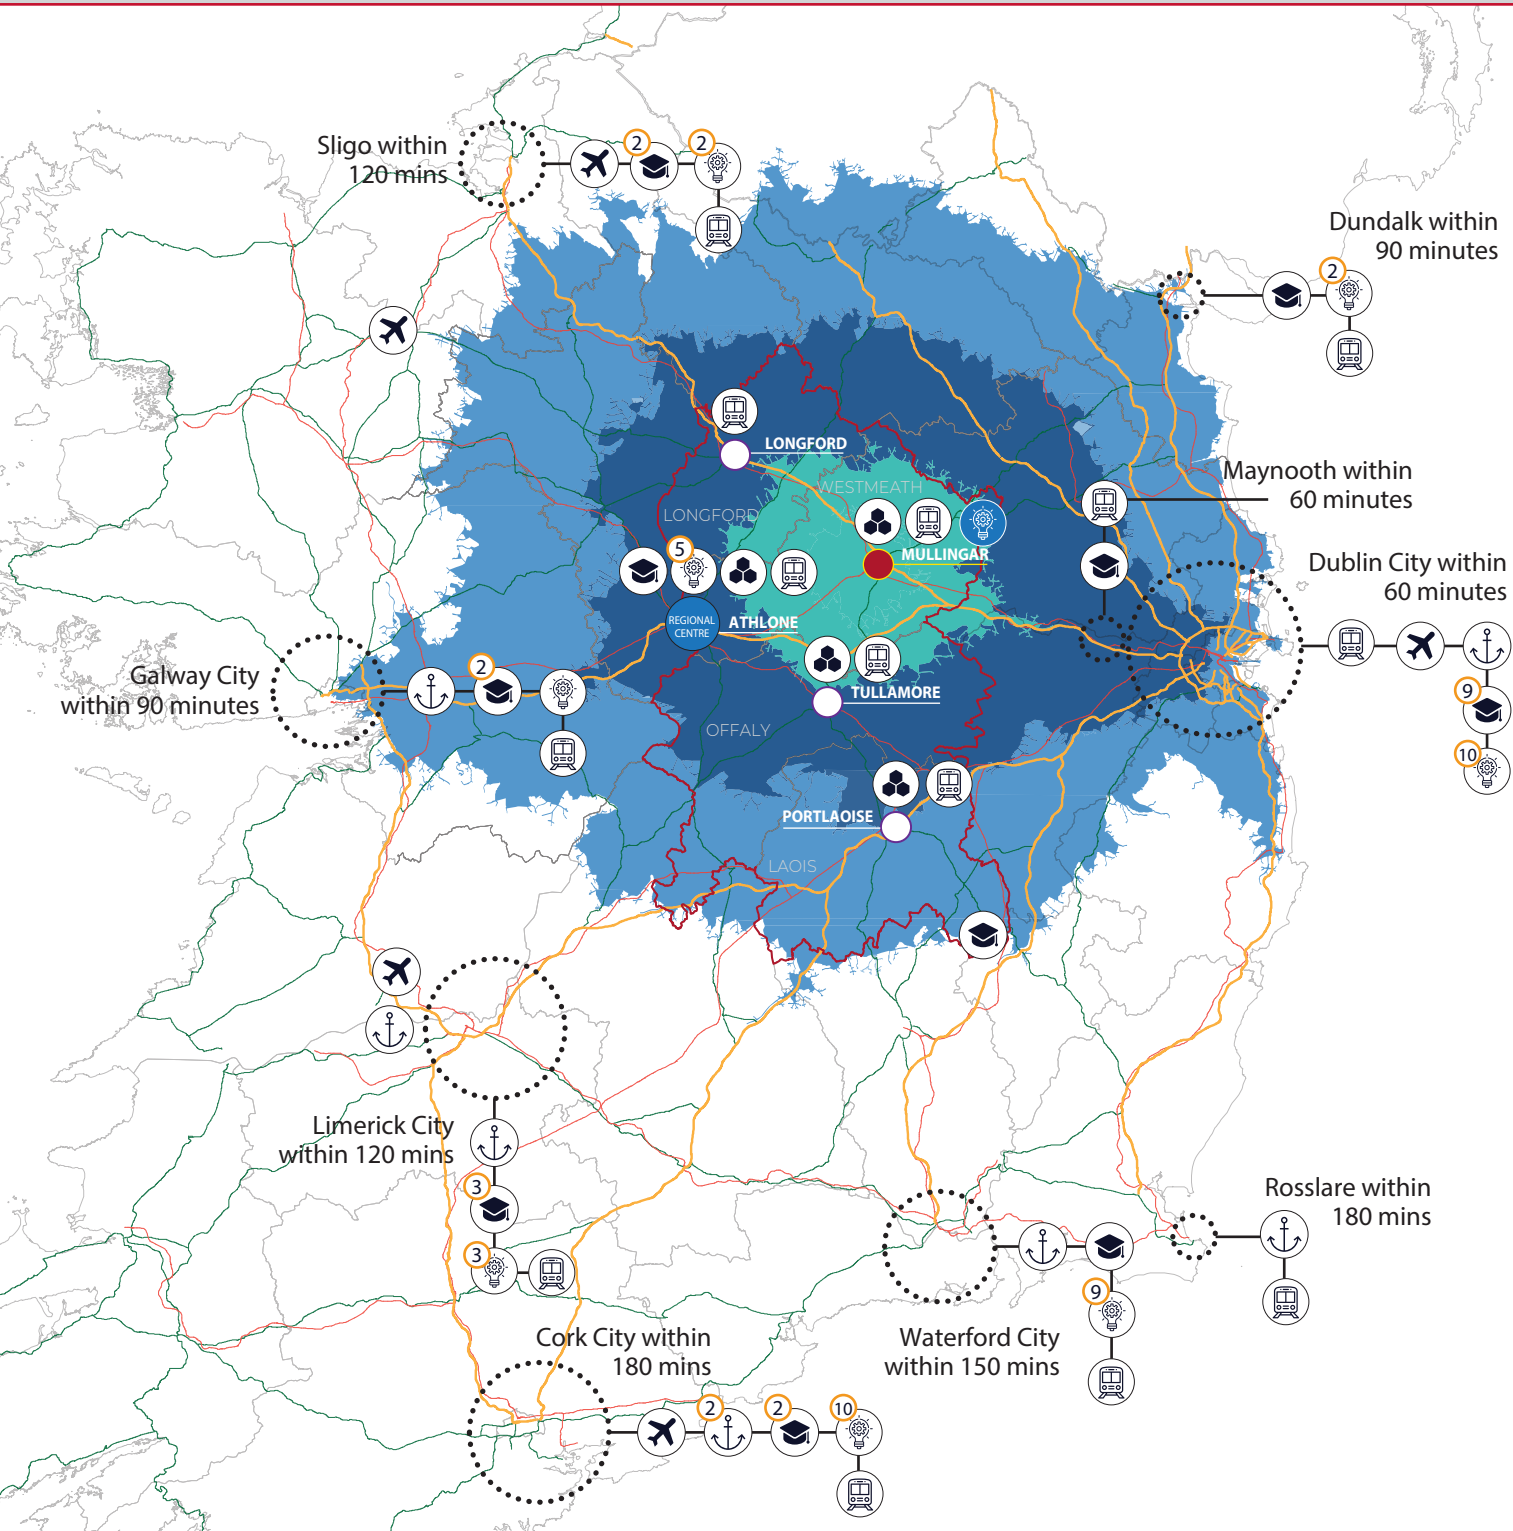 Sligo within
120 mins
2
2
Dundalk within
90 minutes
2
LONGFORD
WESTMEATH
LONGFORD
Maynooth within
60 minutes
5
MULLINGAR
REGIONAL
CENTRE
ATHLONE
Dublin City within
60 minutes
9
10
Galway City
within 90 minutes
2
TULLAMORE
OFFALY
PORTLAOISE
LAOIS
Limerick City
within 120 mins
3
3
Rosslare within
180 mins
Waterford City
within 150 mins
9
Cork City within
180 mins
2
2
10